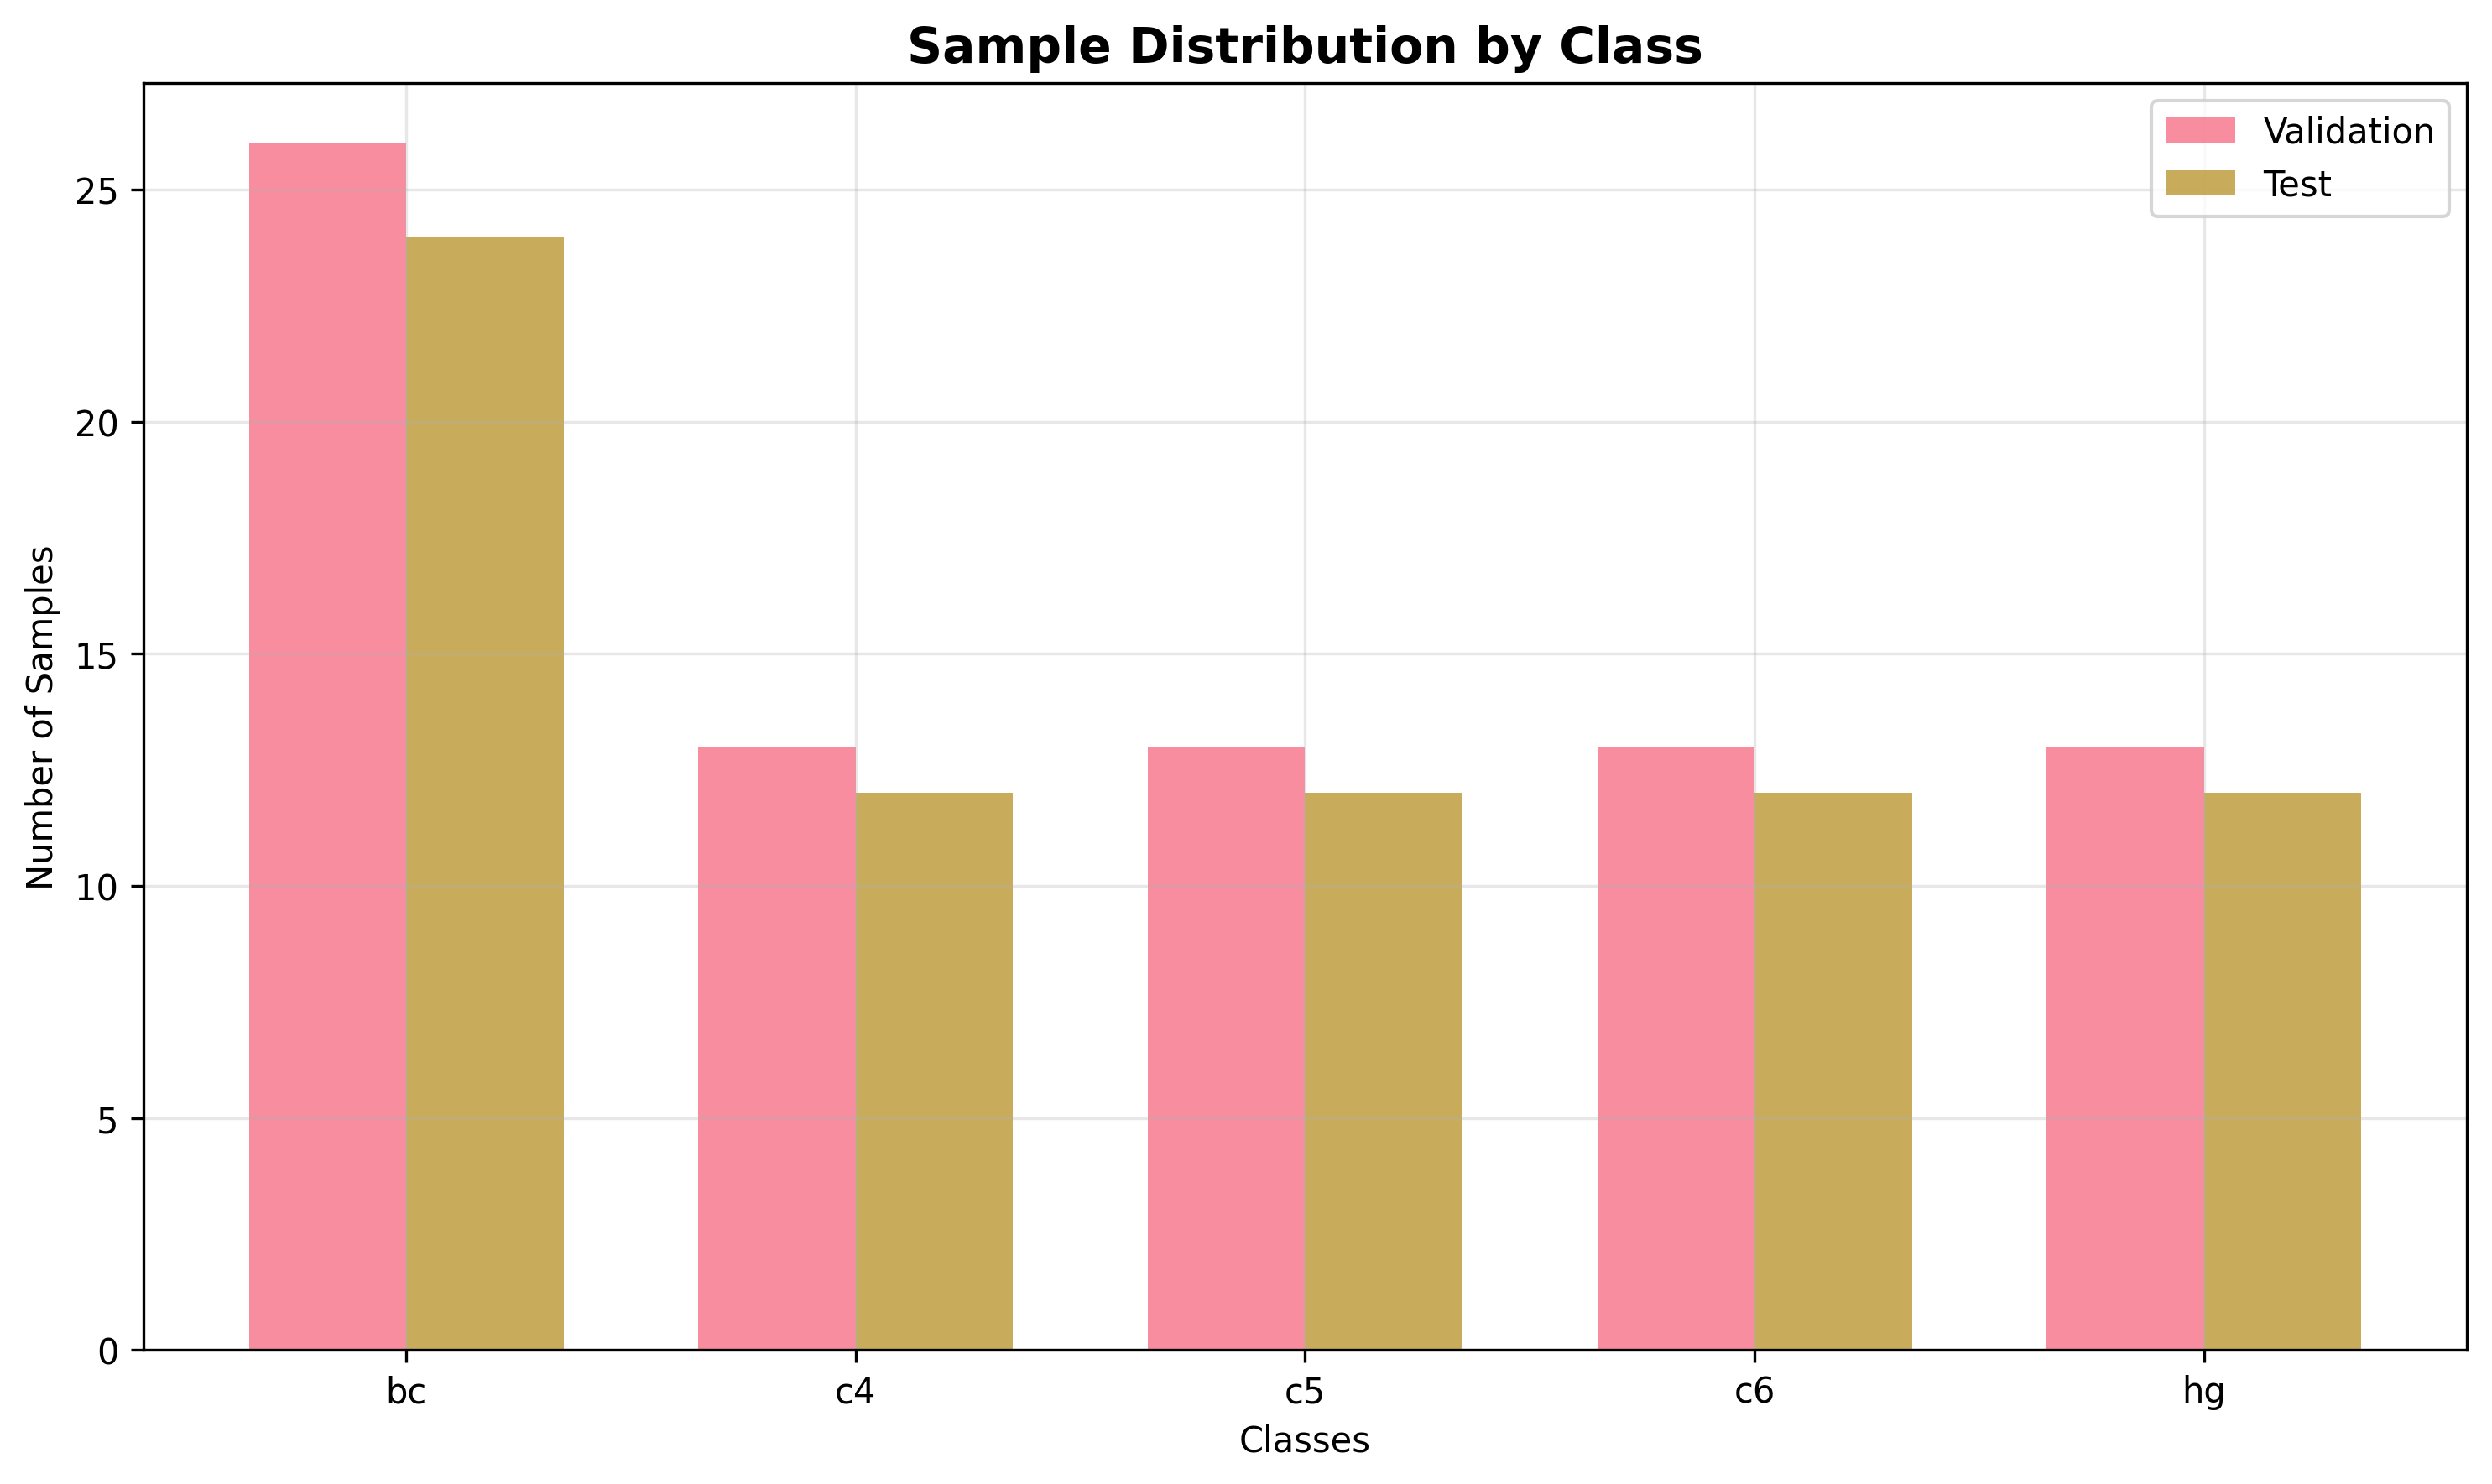 Sample Distribution by Class
Validation
Test
Number of Samples
25
20
15
10
5
0
bc
c4
c5
c6
hg
Classes